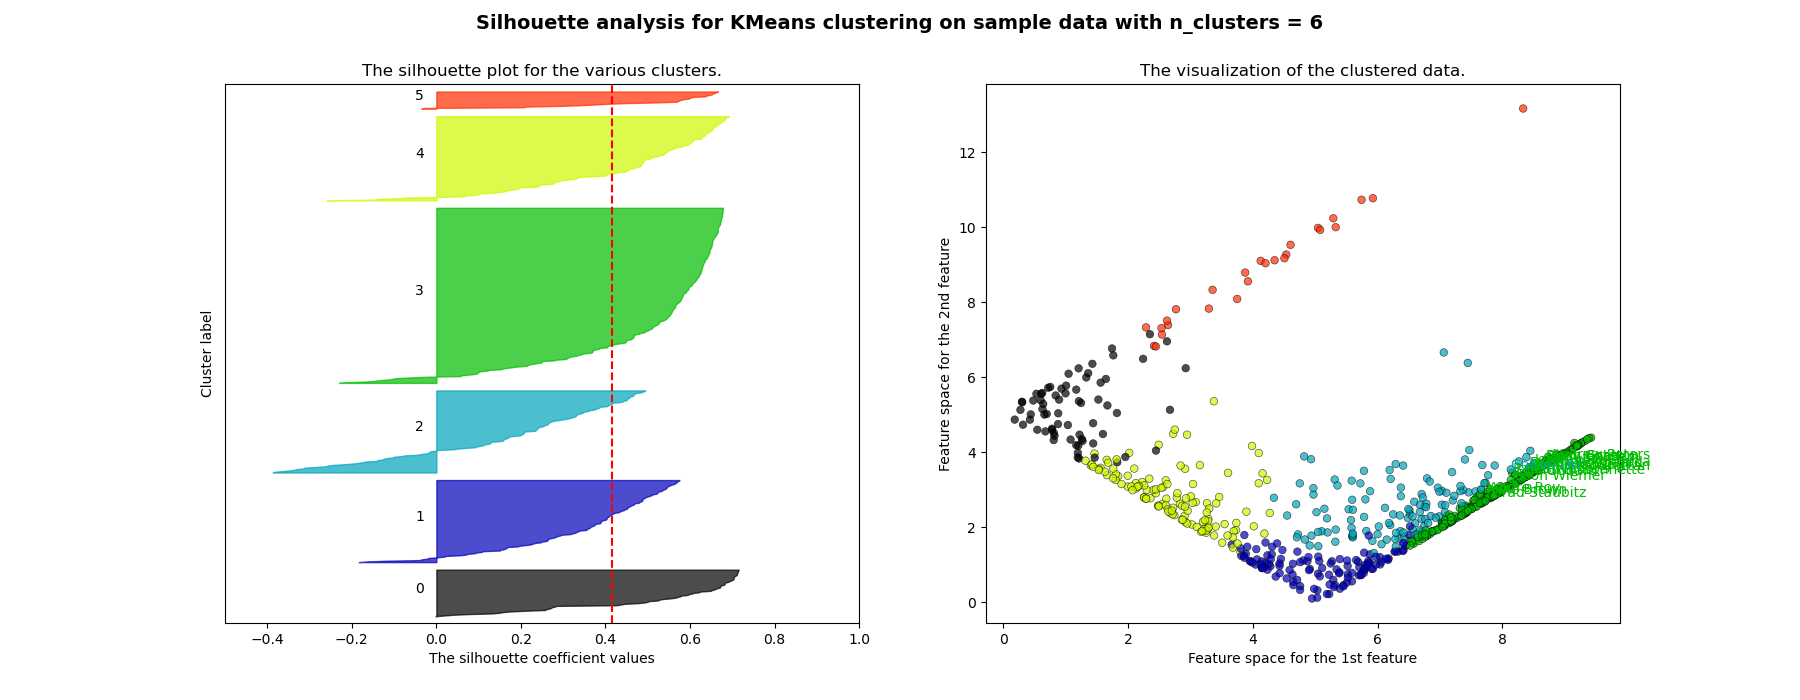 Silhouette analysis for KMeans clustering on sample data with n_clusters = 6
The silhouette plot for the various clusters.
5
4
3
2
1
0
Cluster label
−0.4 −0.2 0.0 0.2 0.4 0.6 0.8 1.0
The silhouette coefficient values
The visualization of the clustered data.
12
10
8
6
4
2
0
Feature space for the 2nd feature
0 2 4 6 8
Feature space for the 1st feature